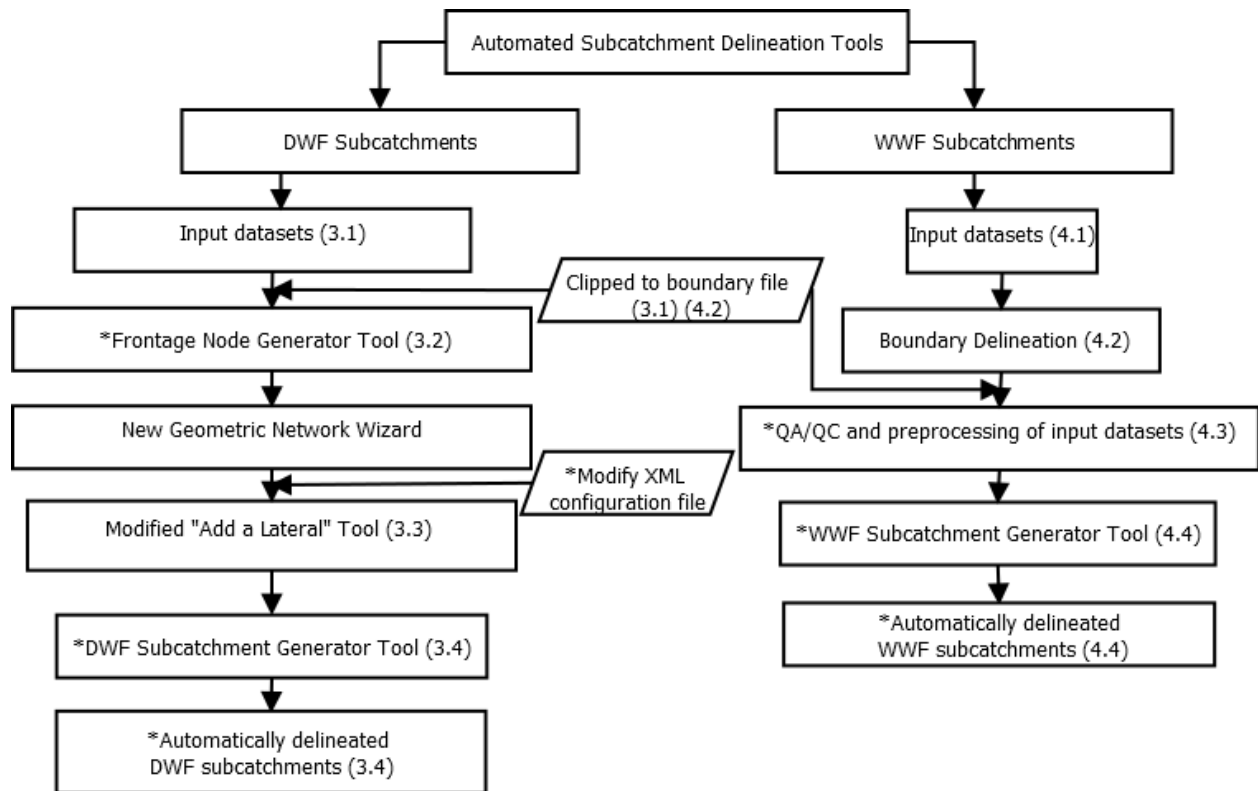 Automated Subcatchment Delineation Tools
DWF Subcatchments
WWF Subcatchments
Input datasets (3.1)
Input datasets (4.1)
Clipped to boundary file
(3.1) (4.2)
*Frontage Node Generator Tool (3.2)
Boundary Delineation (4.2)
New Geometric Network Wizard
*QA/QC and preprocessing of input datasets (4.3)
*Modify XML
configuration file
Modified "Add a Lateral" Tool (3.3)
*WWF Subcatchment Generator Tool (4.4)
*DWF Subcatchment Generator Tool (3.4)
*Automatically delineated
WWF subcatchments (4.4)
*Automatically delineated
DWF subcatchments (3.4)